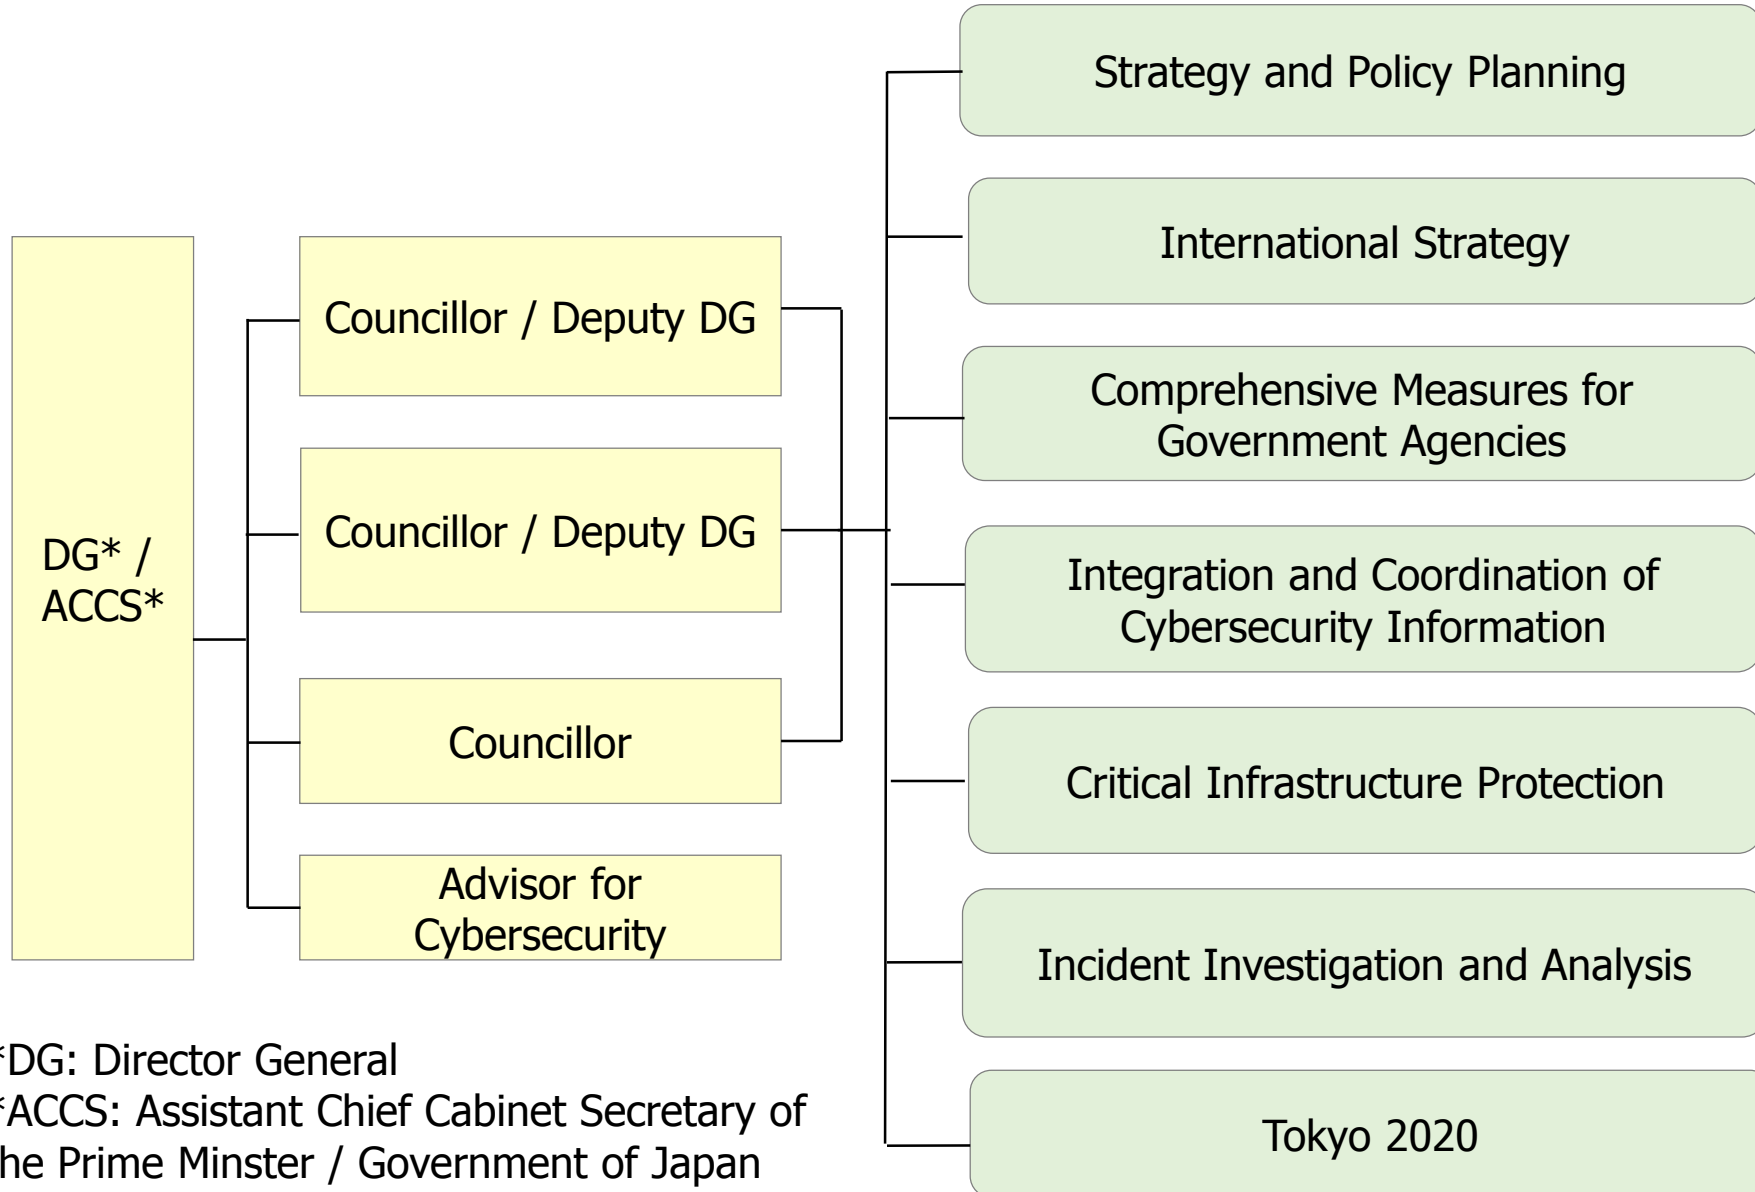 DG* /
ACCS*
Councillor / Deputy DG
Councillor / Deputy DG
Councillor
Advisor for
Cybersecurity
Strategy and Policy Planning
International Strategy
Comprehensive Measures for
Government Agencies
Integration and Coordination of
Cybersecurity Information
Critical Infrastructure Protection
Incident Investigation and Analysis
Tokyo 2020
*DG: Director General
*ACCS: Assistant Chief Cabinet Secretary of
the Prime Minster / Government of Japan